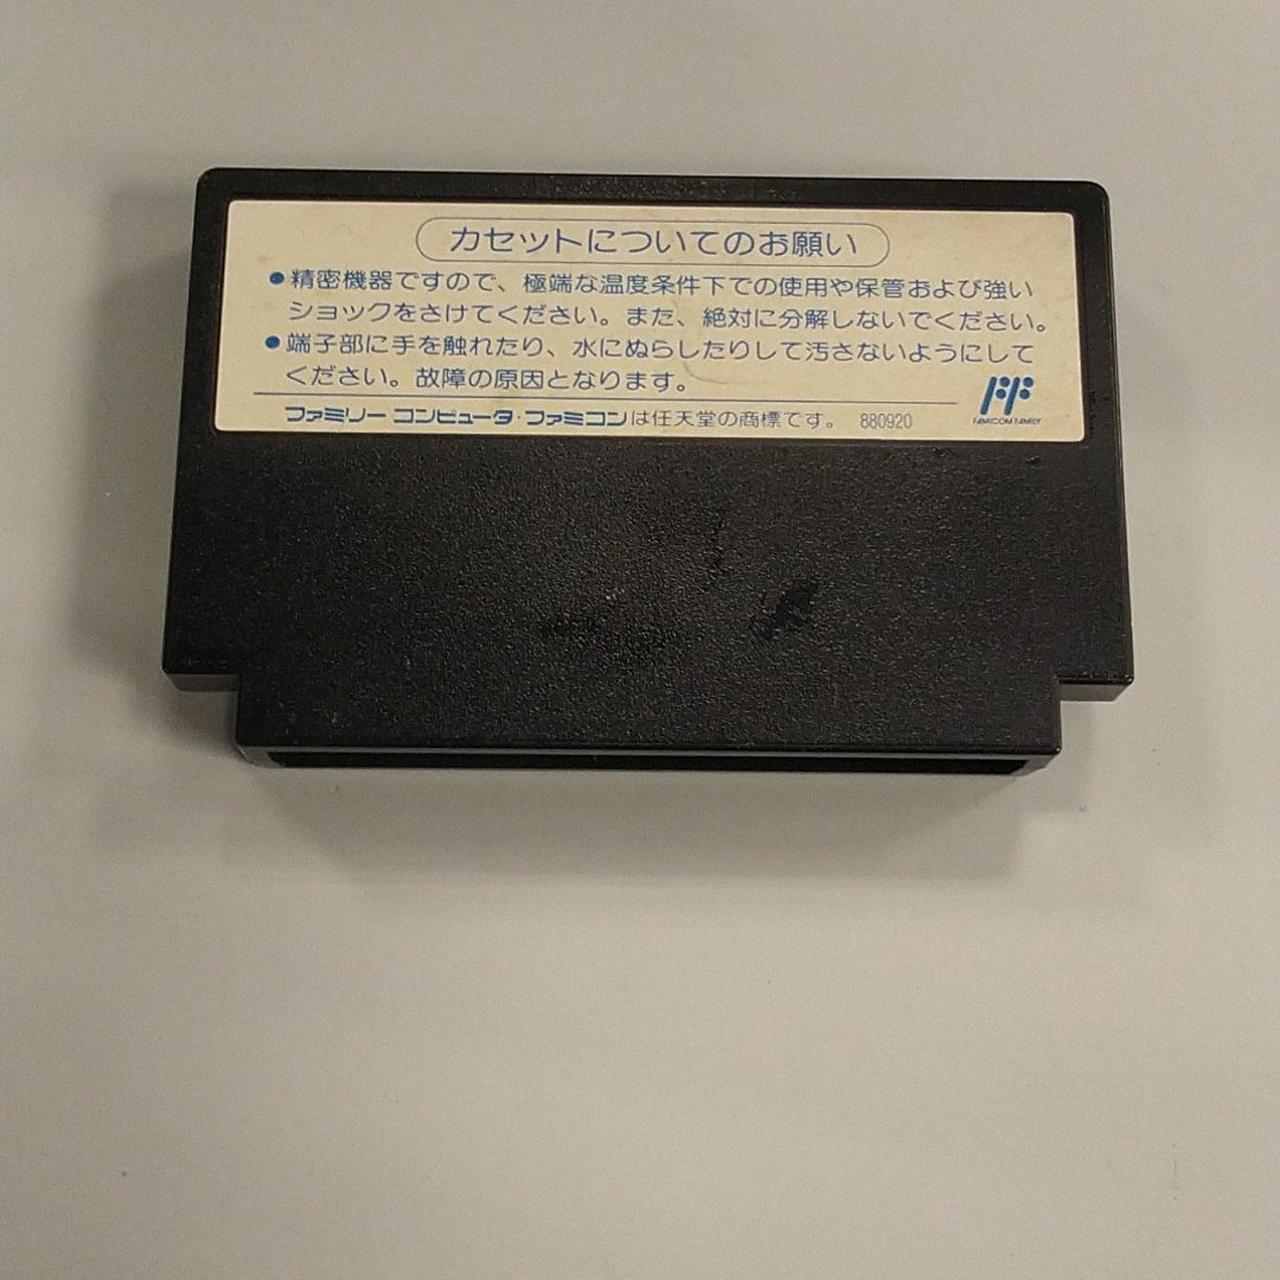 カセットについてのお願い
●精密機器ですので、極端な温度条件下での使用や保管および強い
ショックをさけてください。また、絶対に分解しないでください。
●端子部に手を触れたり、水にぬらしたりして汚さないようにして
ください。故障の原因となります。
ファミリー コンピュータ・ファミコンは任天堂の商標です。 880920
FF
FAMICOM FAMILY